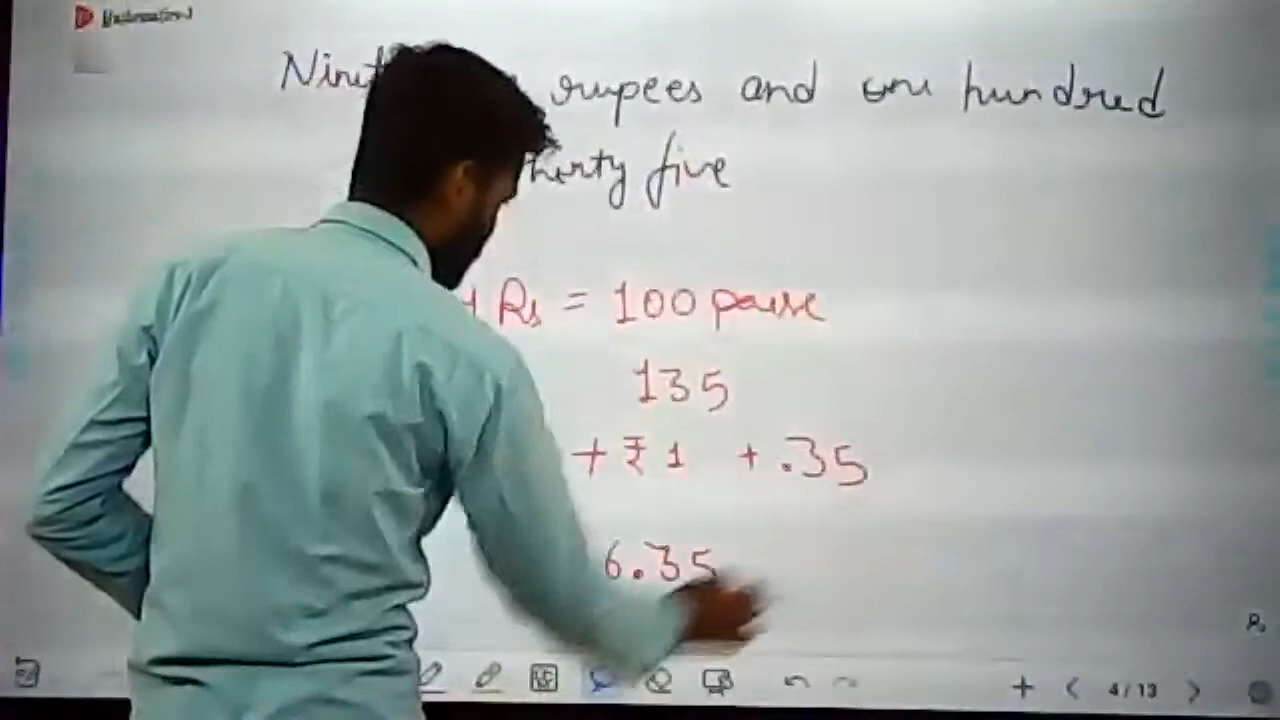 rupees and one hundred
thirty five
Rs = 100 paise
135
+ ₹ 1 + .35
6.35
4/13